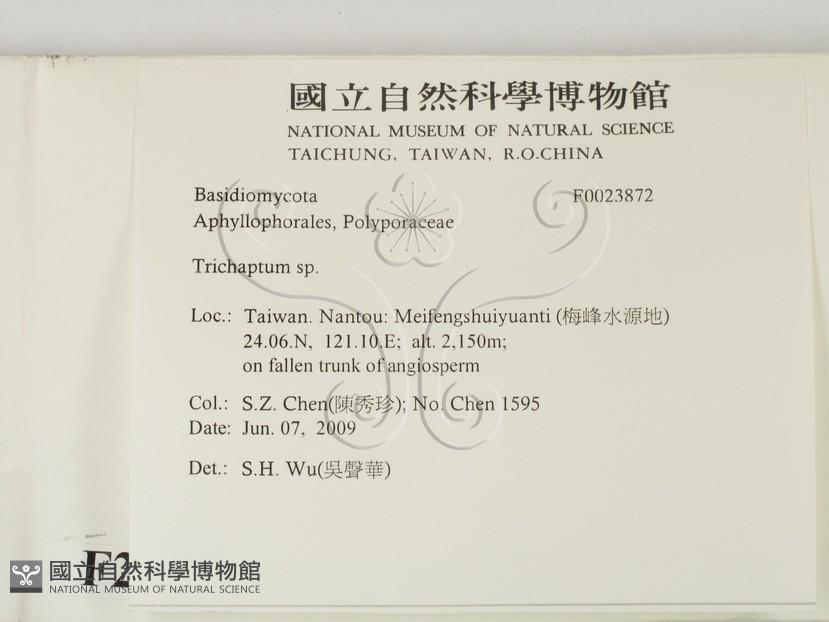 國立自然科學博物館
NATIONAL MUSEUM OF NATURAL SCIENCE
TAICHUNG, TAIWAN, R.O.CHINA
Basidiomycota F0023872
Aphyllophorales, Polyporaceae
Trichaptum sp.
Loc.: Taiwan. Nantou: Meifengshuiyuanti (梅峰水源地)
24.06.N, 121.10.E; alt. 2,150m;
on fallen trunk of angiosperm
Col.: S.Z. Chen(陳秀珍); No. Chen 1595
Date: Jun. 07, 2009
Det.: S.H. Wu(吳聲華)
F2
國立自然科學博物館
NATIONAL MUSEUM OF NATURAL SCIENCE